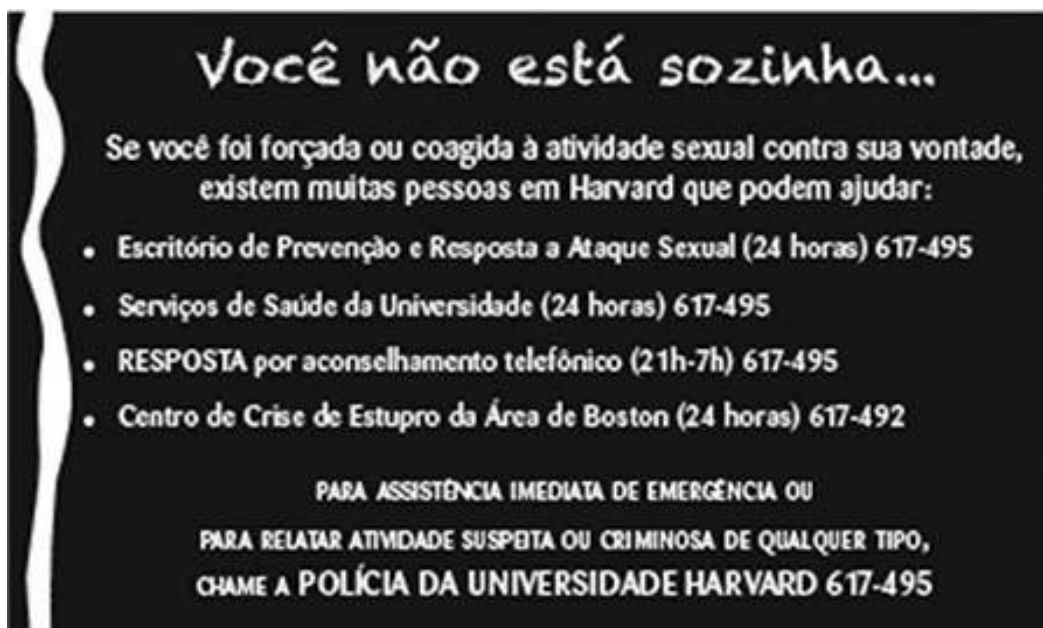 Você não está sozinha...
Se você foi forçada ou coagida à atividade sexual contra sua vontade,
existem muitas pessoas em Harvard que podem ajudar:
• Escritório de Prevenção e Resposta a Ataque Sexual (24 horas) 617-495
• Serviços de Saúde da Universidade (24 horas) 617-495
• RESPOSTA por aconselhamento telefônico (21h-7h) 617-495
• Centro de Crise de Estupro da Área de Boston (24 horas) 617-492
PARA ASSISTÊNCIA IMEDIATA DE EMERGÊNCIA OU
PARA RELATAR ATIVIDADE SUSPEITA OU CRIMINOSA DE QUALQUER TIPO,
CHAME A POLÍCIA DA UNIVERSIDADE HARVARD 617-495